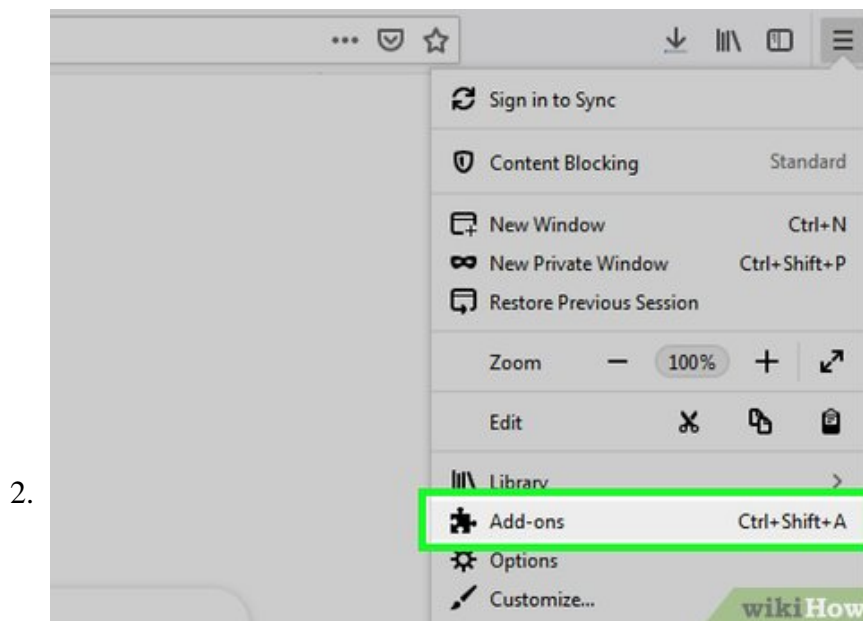 Sign in to Sync
Content Blocking Standard
New Window Ctrl+N
New Private Window Ctrl+Shift+P
Restore Previous Session
Zoom − 100% +
Edit
Library >
2.
Add-ons Ctrl+Shift+A
Options
Customize...
wikiHow